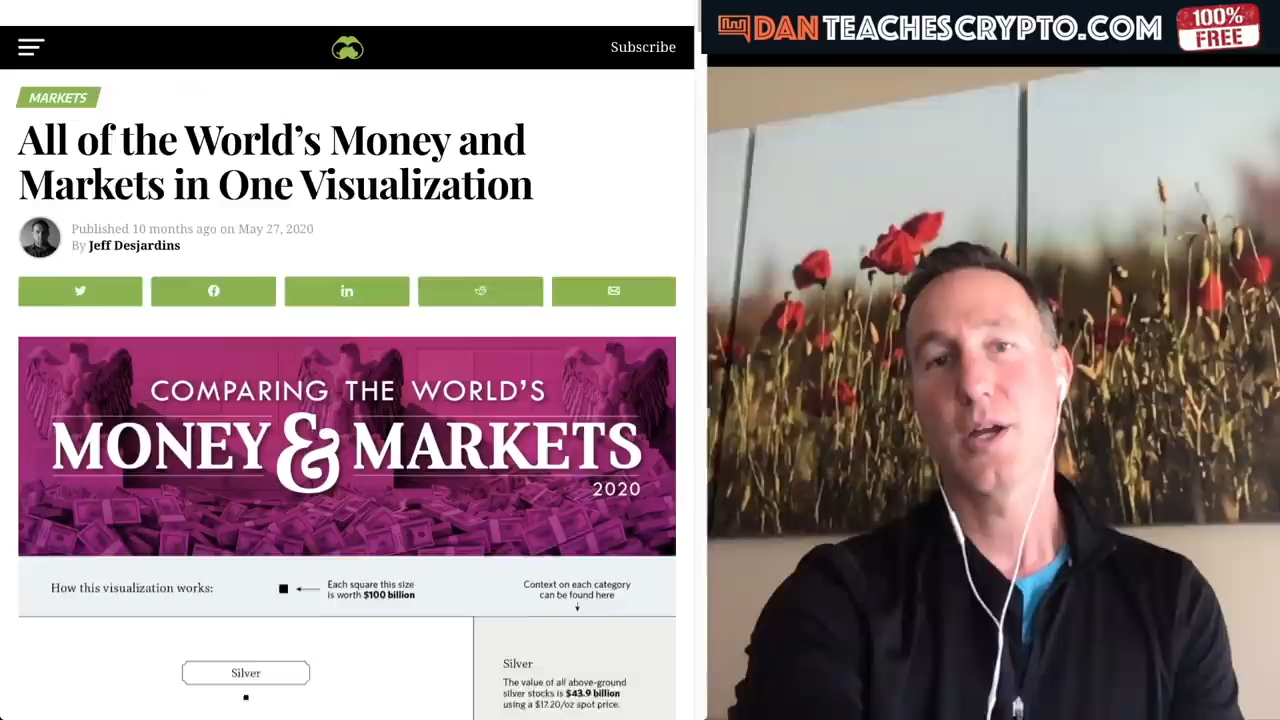 Subscribe
MARKETS
All of the World's Money and
Markets in One Visualization
Published 10 months ago on May 27, 2020
By Jeff Desjardins
in
COMPARING THE WORLD'S
MONEY & MARKETS
2020
How this visualization works:
Each square this size
is worth $100 billion
Context on each category
can be found here
Silver
Silver
The value of all above-ground
silver stocks is $43.9 billion
using a $17.20/oz spot price.
DANTEACHESCRYPTO.COM
100%
FREE